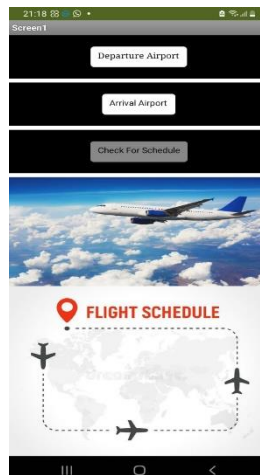 21:18
Screen1
Departure Airport
Arrival Airport
Check For Schedule
FLIGHT SCHEDULE